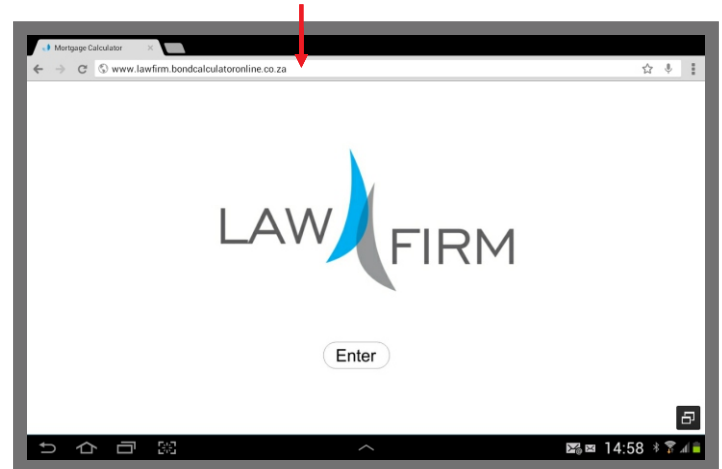 Mortgage Calculator
www.lawfirm.bondcalculatoronline.co.za
LAW
FIRM
Enter
14:58